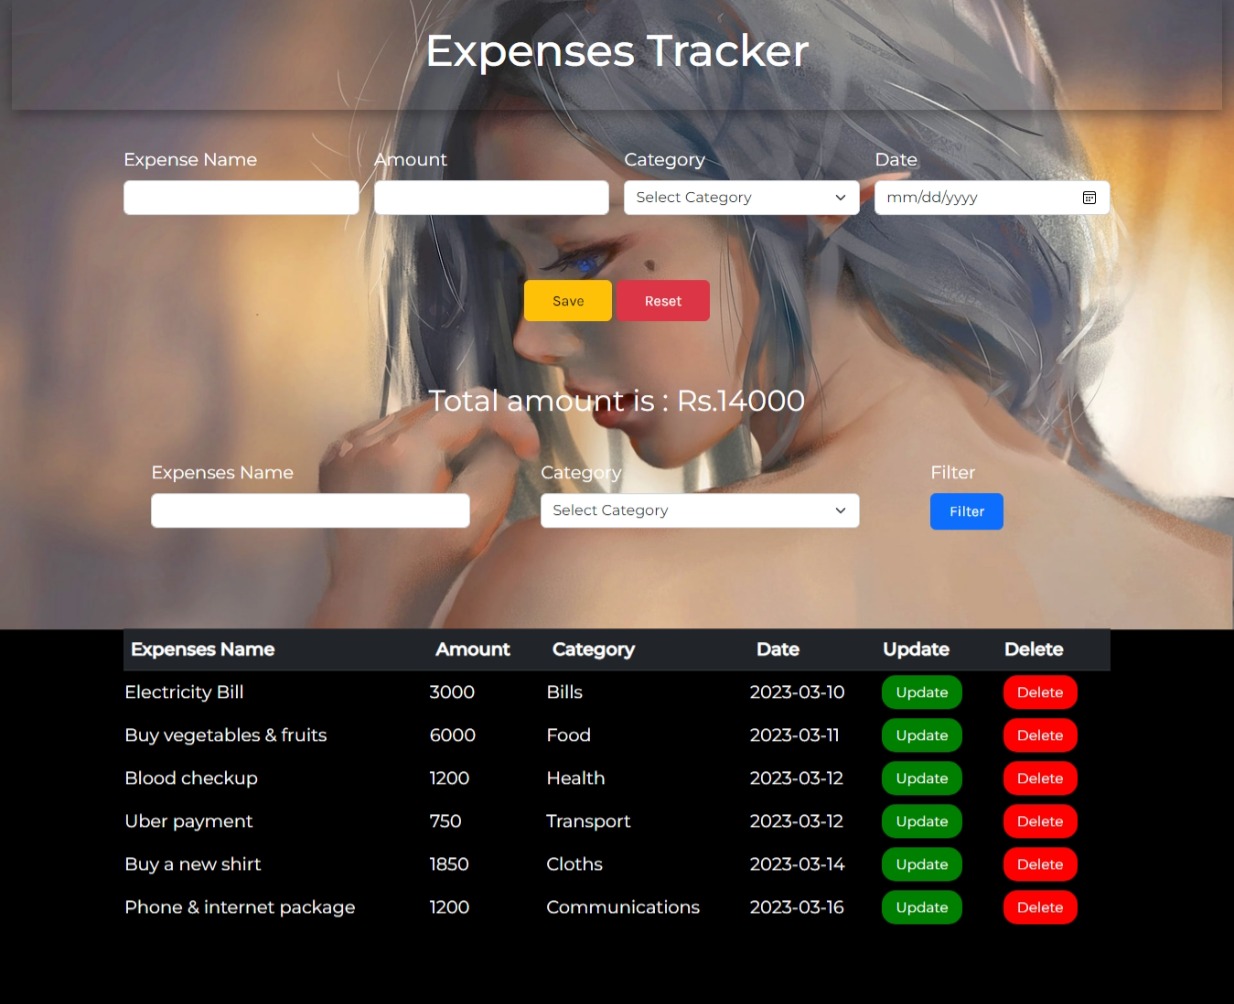 Expenses Tracker
Expense Name Amount Category Date
Select Category mm/dd/yyyy
Save Reset
Total amount is : Rs.14000
Expenses Name Category Filter
Select Category Filter
Expenses Name Amount Category Date Update Delete
Electricity Bill 3000 Bills 2023-03-10 Update Delete
Buy vegetables & fruits 6000 Food 2023-03-11 Update Delete
Blood checkup 1200 Health 2023-03-12 Update Delete
Uber payment 750 Transport 2023-03-12 Update Delete
Buy a new shirt 1850 Cloths 2023-03-14 Update Delete
Phone & internet package 1200 Communications 2023-03-16 Update Delete